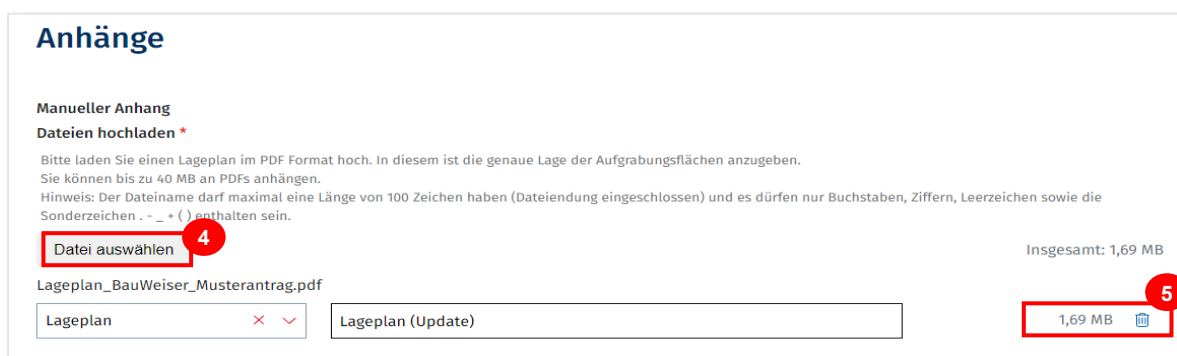 Anhänge
Manueller Anhang
Dateien hochladen *
Bitte laden Sie einen Lageplan im PDF Format hoch. In diesem ist die genaue Lage der Aufgrabungsflächen anzugeben.
Sie können bis zu 40 MB an PDFs anhängen.
Hinweis: Der Dateiname darf maximal eine Länge von 100 Zeichen haben (Dateiendung eingeschlossen) und es dürfen nur Buchstaben, Ziffern, Leerzeichen sowie die
Sonderzeichen . - _ + ( ) enthalten sein.
Datei auswählen 4 Insgesamt: 1,69 MB
Lageplan_BauWeiser_Musterantrag.pdf
5
Lageplan Lageplan (Update) 1,69 MB